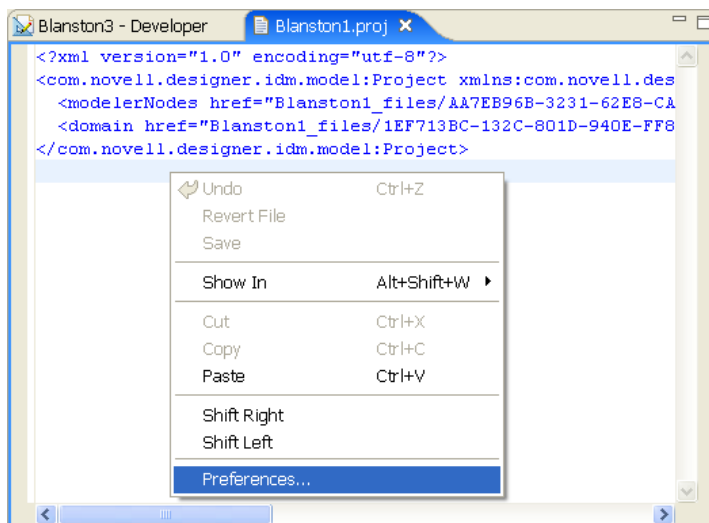 Blanston3 - Developer
Blanston1.proj
<?xml version="1.0" encoding="utf-8"?>
<com.novell.designer.idm.model:Project xmlns:com.novell.des
<modelerNodes href="Blanston1_files/AA7EB96B-3231-62E8-CA
<domain href="Blanston1_files/1EF713BC-132C-801D-940E-FF8
</com.novell.designer.idm.model:Project>
Undo Ctrl+Z
Revert File
Save
Show In Alt+Shift+W
Cut Ctrl+X
Copy Ctrl+C
Paste Ctrl+V
Shift Right
Shift Left
Preferences...